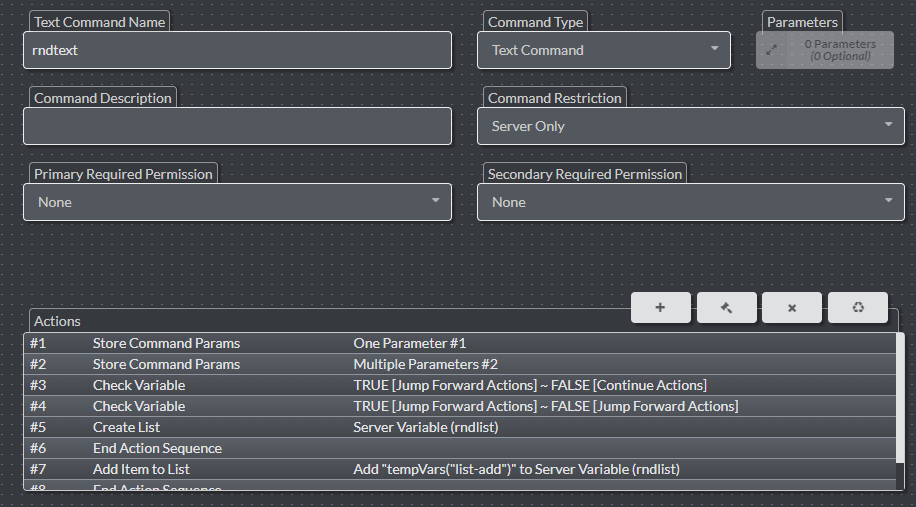 Text Command Name
Command Type
Parameters
rndtext
Text Command
0 Parameters
(0 Optional)
Command Description
Command Restriction
Server Only
Primary Required Permission
Secondary Required Permission
None
None
Actions
#1 Store Command Params One Parameter #1
#2 Store Command Params Multiple Parameters #2
#3 Check Variable TRUE [Jump Forward Actions] ~ FALSE [Continue Actions]
#4 Check Variable TRUE [Jump Forward Actions] ~ FALSE [Jump Forward Actions]
#5 Create List Server Variable (rndlist)
#6 End Action Sequence
#7 Add Item to List Add "tempVars("list-add")" to Server Variable (rndlist)
#8 End Action Sequence